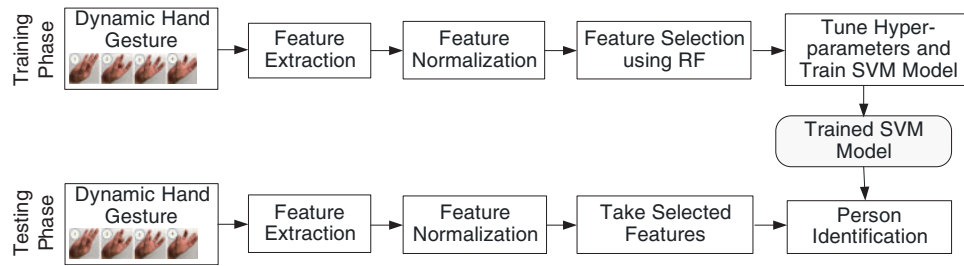 Training
Phase
Dynamic Hand
Gesture
Feature
Extraction
Feature
Normalization
Feature Selection
using RF
Tune Hyper-
parameters and
Train SVM Model
Trained SVM
Model
Testing
Phase
Dynamic Hand
Gesture
Feature
Extraction
Feature
Normalization
Take Selected
Features
Person
Identification